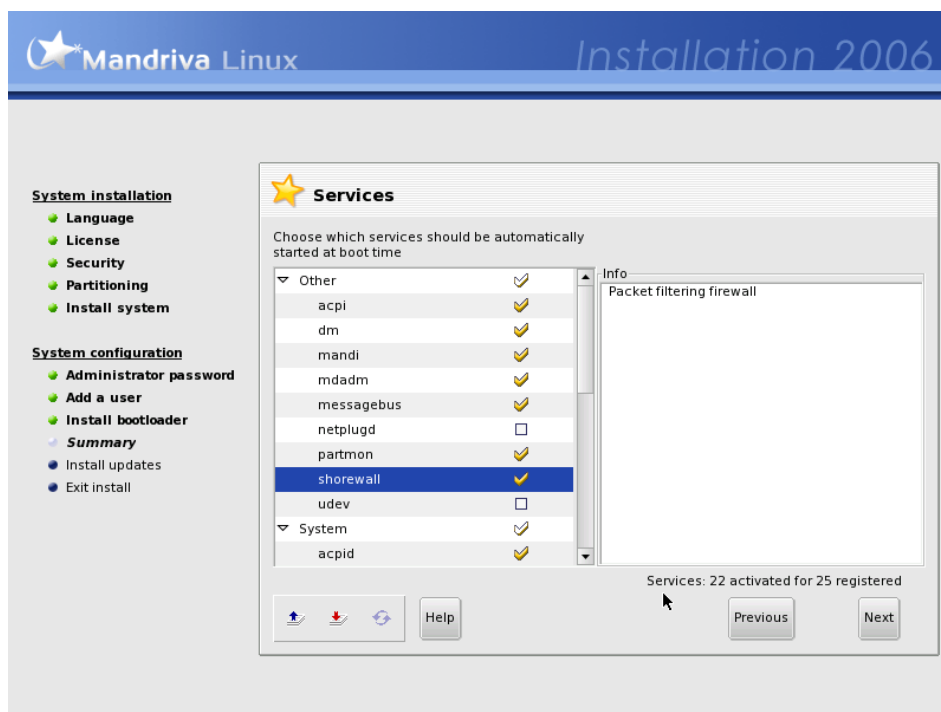 Mandriva Linux
Installation 2006
System installation
Language
License
Security
Partitioning
Install system
System configuration
Administrator password
Add a user
Install bootloader
Summary
Install updates
Exit install
Services
Choose which services should be automatically
started at boot time
Other
acpi
dm
mandi
mdadm
messagebus
netplugd
partmon
shorewall
udev
System
acpid
Info
Packet filtering firewall
Services: 22 activated for 25 registered
Help
Previous
Next